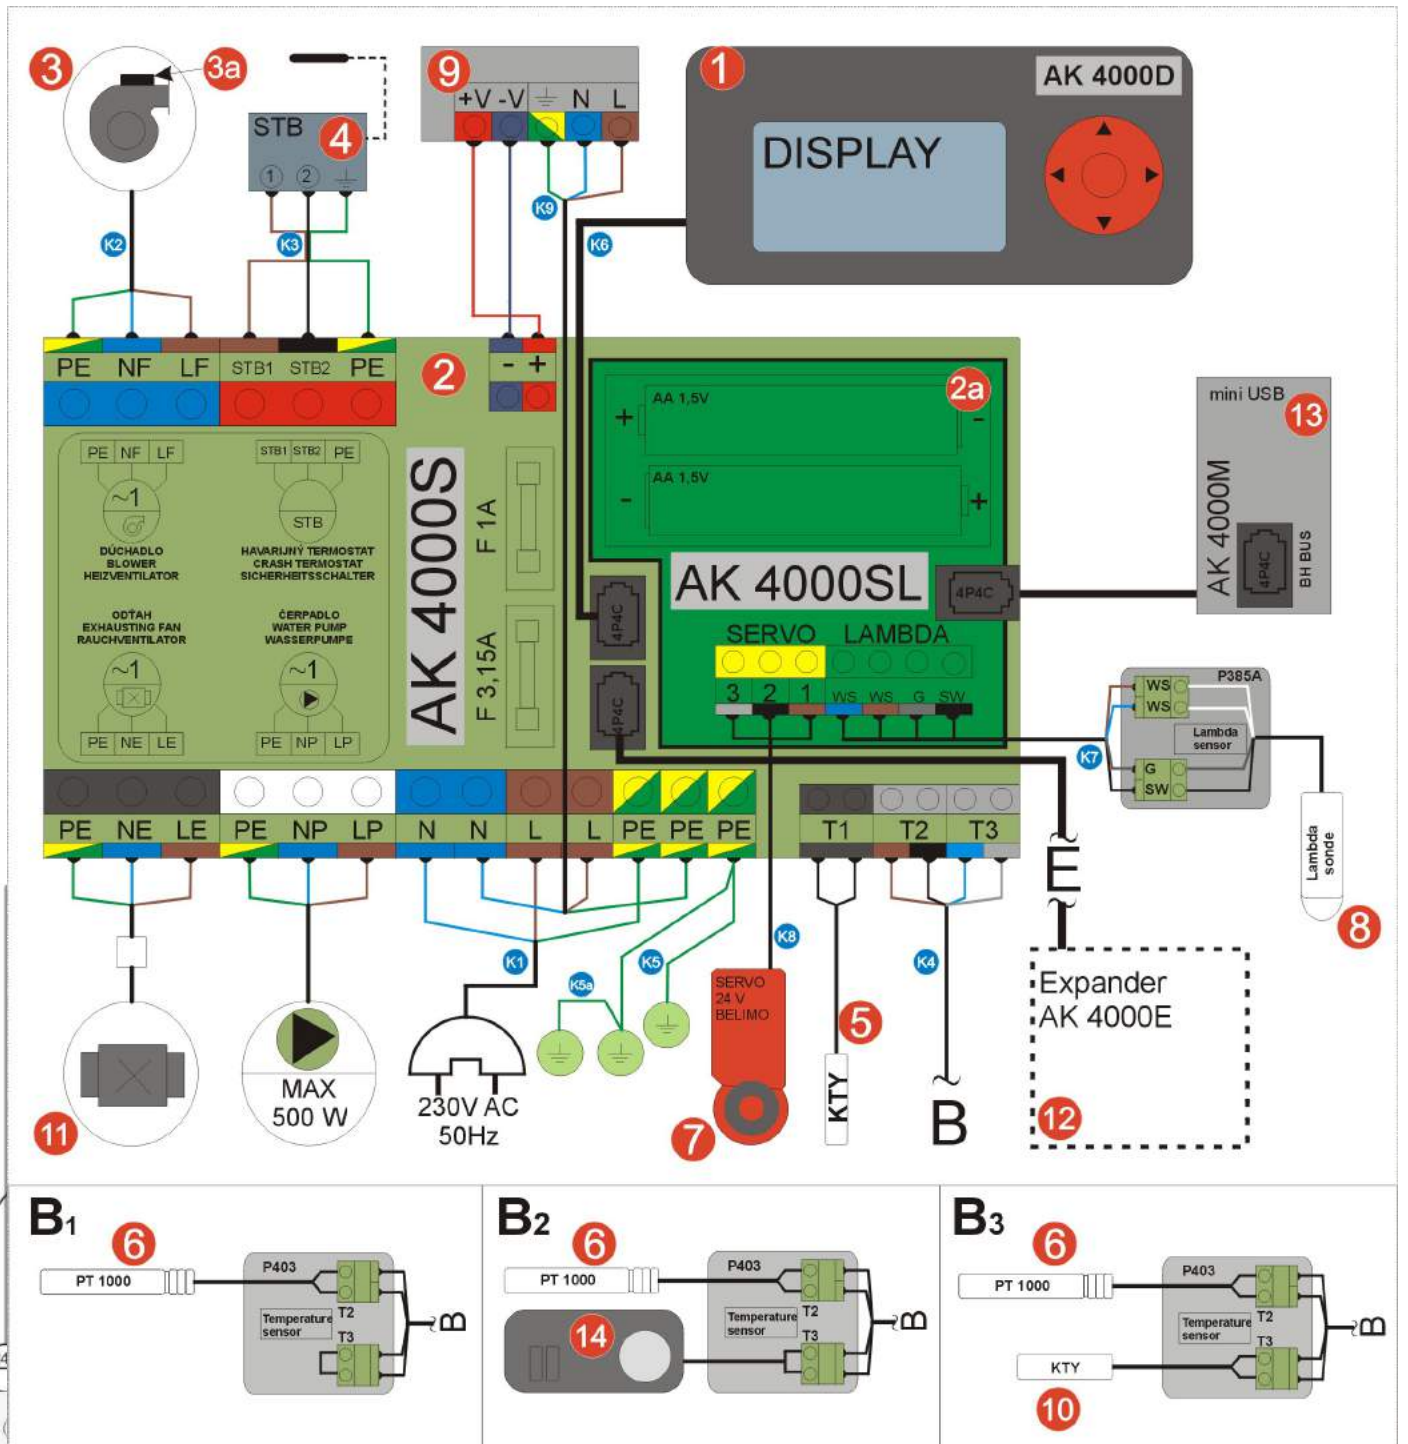 3
3a
9
1
AK 4000D
+V -V N L
STB
4
DISPLAY
1 2
K2
K3
K9
K6
PE NF LF STB1 STB2 PE
2
- +
2a
mini USB
13
AA 1,5V
+ -
AK 4000M
PE NF LF
STB1 STB2 PE
AK 4000S
F 1A
AA 1,5V
- +
~1
STB
4P4C
BH BUS
DÚCHADLO
BLOWER
HEIZVENTILATOR
HAVARIJNÝ TERMOSTAT
CRASH TERMOSTAT
SICHERHEITSSCHALTER
AK 4000SL
4P4C
4P4C
ODŤAH
EXHAUSTING FAN
RAUCHVENTILATOR
ČERPADLO
WATER PUMP
WASSERPUMPE
SERVO LAMBDA
F 3,15A
~1
~1
4P4C
3 2 1 WS WS G SW
P385A
WS
WS
Lambda
sensor
PE NE LE
PE NP LP
K7
G
SW
PE NE LE PE NP LP N N L L PE PE PE T1 T2 T3
E
Lambda
sonde
8
K8
K1
K5
K4
K5a
SERVO
24 V
BELIMO
Expander
AK 4000E
5
KTY
MAX
500 W
230V AC
50Hz
11
7
B
12
B1
6
PT 1000
P403
T2
Temperature
sensor
T3
B
B2
6
PT 1000
P403
T2
14
Temperature
sensor
T3
B
B3
6
PT 1000
P403
T2
Temperature
sensor
T3
B
KTY
10